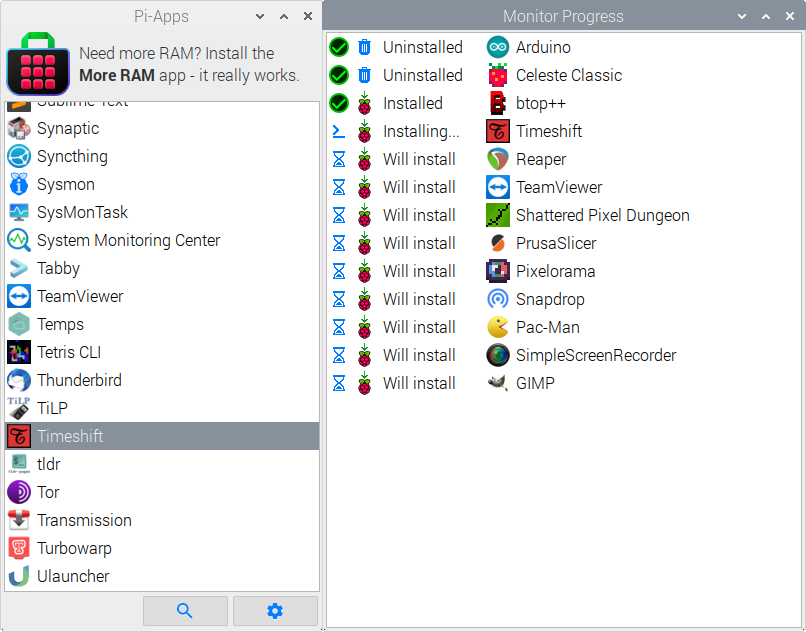 Pi-Apps
Need more RAM? Install the
More RAM app - it really works.
Sublime Text
Synaptic
Syncthing
Sysmon
SysMonTask
System Monitoring Center
Tabby
TeamViewer
Temps
Tetris CLI
Thunderbird
TiLP
TiLP
Timeshift
tldr
Tor
Transmission
Turbowarp
Ulauncher
Monitor Progress
Uninstalled Arduino
Uninstalled Celeste Classic
Installed btop++
Installing... Timeshift
Will install Reaper
Will install TeamViewer
Will install Shattered Pixel Dungeon
Will install PrusaSlicer
Will install Pixelorama
Will install Snapdrop
Will install Pac-Man
Will install SimpleScreenRecorder
Will install GIMP